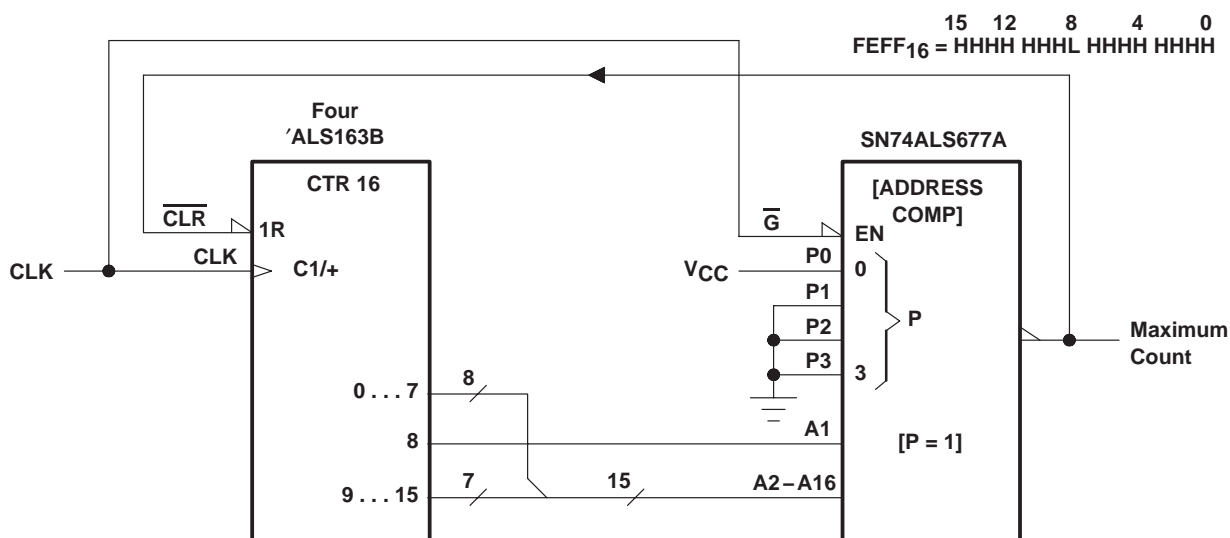 15 12 8 4 0
FEFF16 = HHHH HHHL HHHH HHHH
Four
′ALS163B
SN74ALS677A
CTR 16
[ADDRESS
COMP]
CLR
1R
G
EN
CLK
CLK
C1/+
VCC
P0
0
P1
P2
P
P3
3
Maximum
Count
0 . . . 7
8
8
A1
[P = 1]
9 . . . 15
7
15
A2–A16